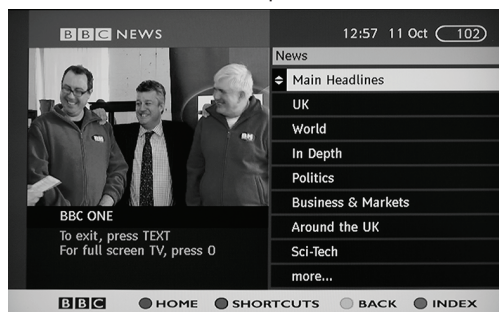 BBC NEWS
12:57 11 Oct 102
News
Main Headlines
UK
World
In Depth
Politics
Business & Markets
Around the UK
Sci-Tech
more...
BBC ONE
To exit, press TEXT
For full screen TV, press 0
BBC HOME SHORTCUTS BACK INDEX